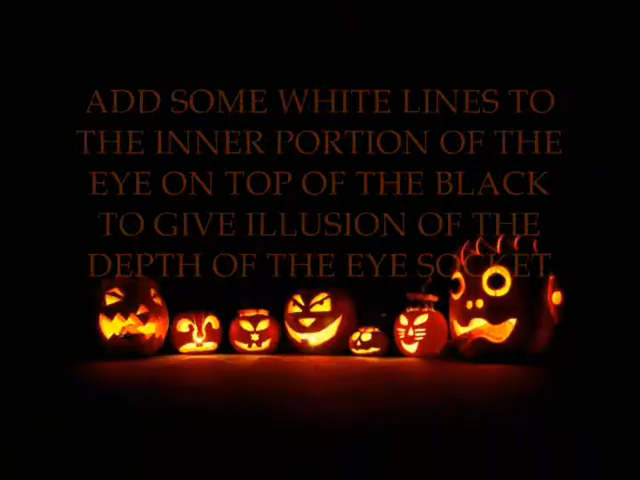 ADD SOME WHITE LINES TO
THE INNER PORTION OF THE
EYE ON TOP OF THE BLACK
TO GIVE ILLUSION OF THE
DEPTH OF THE EYE SOCKET